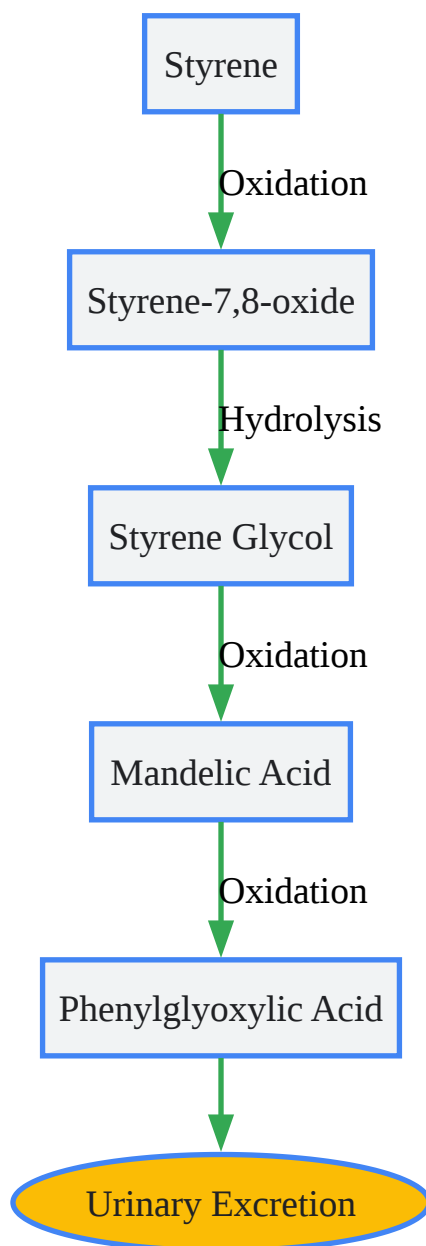 Styrene
Oxidation
Styrene-7,8-oxide
Hydrolysis
Styrene Glycol
Oxidation
Mandelic Acid
Oxidation
Phenylglyoxylic Acid
Urinary Excretion